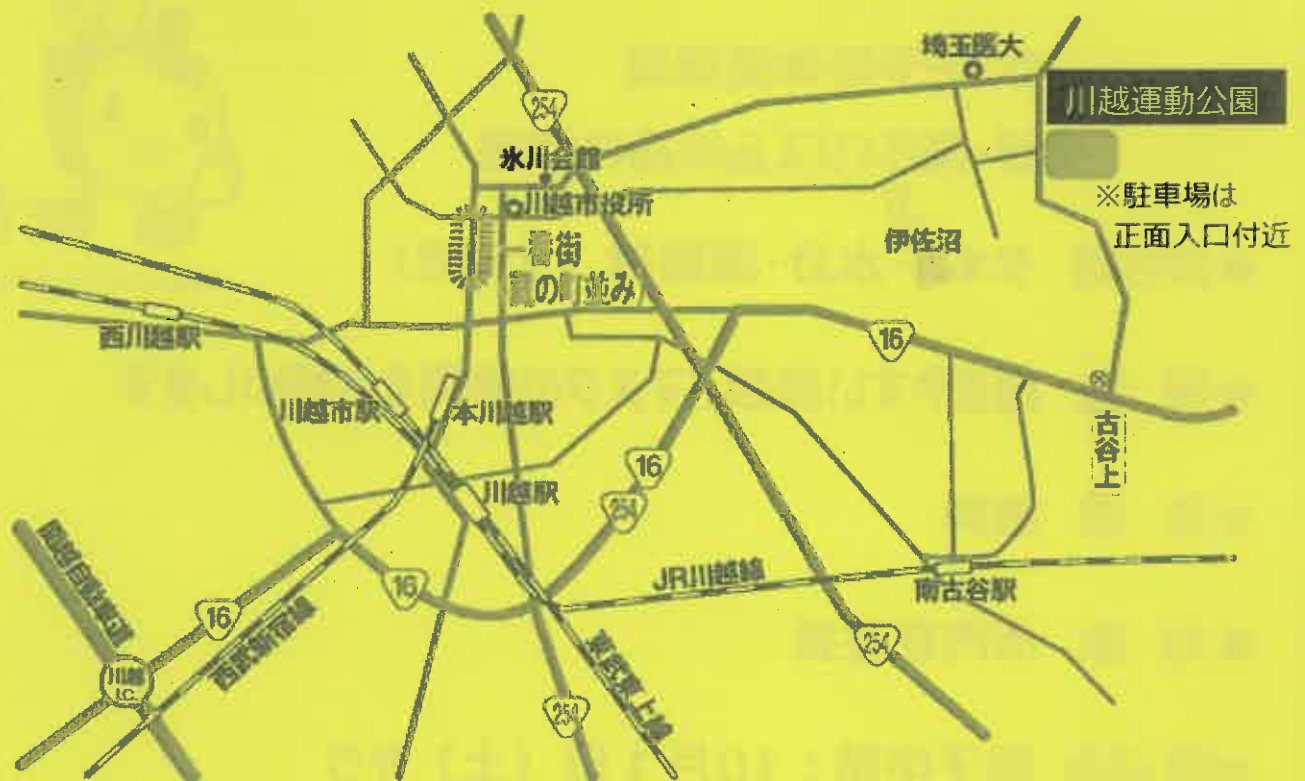 254
埼玉医大
川越運動公園
氷川会館
川越市役所
※駐車場は
正面入口付近
伊佐沼
一番街
蔵の町並み
西川越駅
16
川越市駅
本川越駅
古谷上
16
川越駅
254
関越自動車道
16
JR川越線
南古谷駅
16
西武新宿線
254
川越
I.C.
東武東上線
254